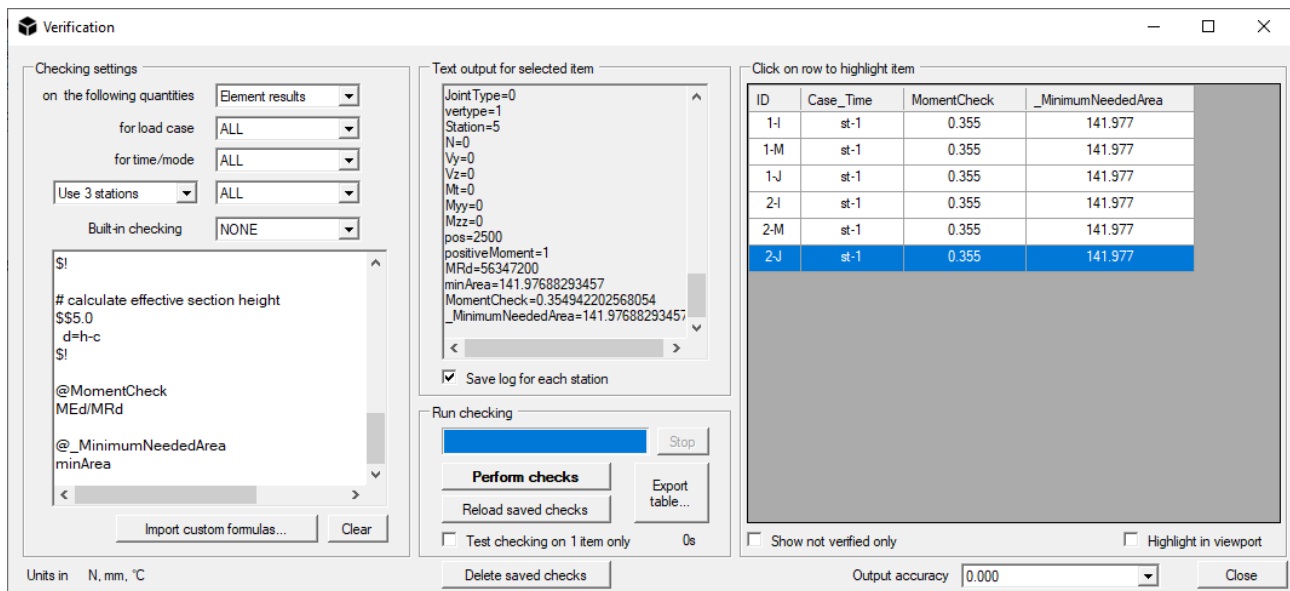 Verification
Checking settings
on the following quantities Element results
for load case ALL
for time/mode ALL
Use 3 stations ALL
Built-in checking NONE
$!
# calculate effective section height
$$5.0
d=h-c
$!
@MomentCheck
MEd/MRd
@_MinimumNeededArea
minArea
Import custom formulas... Clear
Units in N, mm, °C
Text output for selected item
JointType=0
vertype=1
Station=5
N=0
Vy=0
Vz=0
Mt=0
Myy=0
Mzz=0
pos=2500
positiveMoment=1
MRd=56347200
minArea=141.97688293457
MomentCheck=0.354942202568054
_MinimumNeededArea=141.97688293457
Save log for each station
Run checking
Stop
Perform checks
Export table...
Reload saved checks
Test checking on 1 item only 0s
Delete saved checks
Click on row to highlight item
ID Case_Time MomentCheck _MinimumNeededArea
1-I st-1 0.355 141.977
1-M st-1 0.355 141.977
1-J st-1 0.355 141.977
2-I st-1 0.355 141.977
2-M st-1 0.355 141.977
2-J st-1 0.355 141.977
Show not verified only Highlight in viewport
Output accuracy 0.000 Close